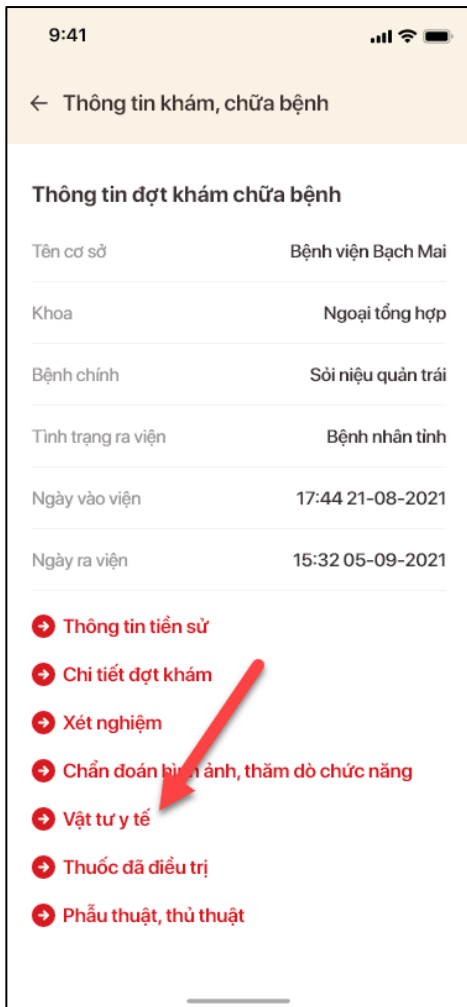 9:41
Thông tin khám, chữa bệnh
Thông tin đợt khám chữa bệnh
Tên cơ sở Bệnh viện Bạch Mai
Khoa Ngoại tổng hợp
Bệnh chính Sỏi niệu quản trái
Tình trạng ra viện Bệnh nhân tỉnh
Ngày vào viện 17:44 21-08-2021
Ngày ra viện 15:32 05-09-2021
Thông tin tiền sử
Chi tiết đợt khám
Xét nghiệm
Chẩn đoán hình ảnh, thăm dò chức năng
Vật tư y tế
Thuốc đã điều trị
Phẫu thuật, thủ thuật